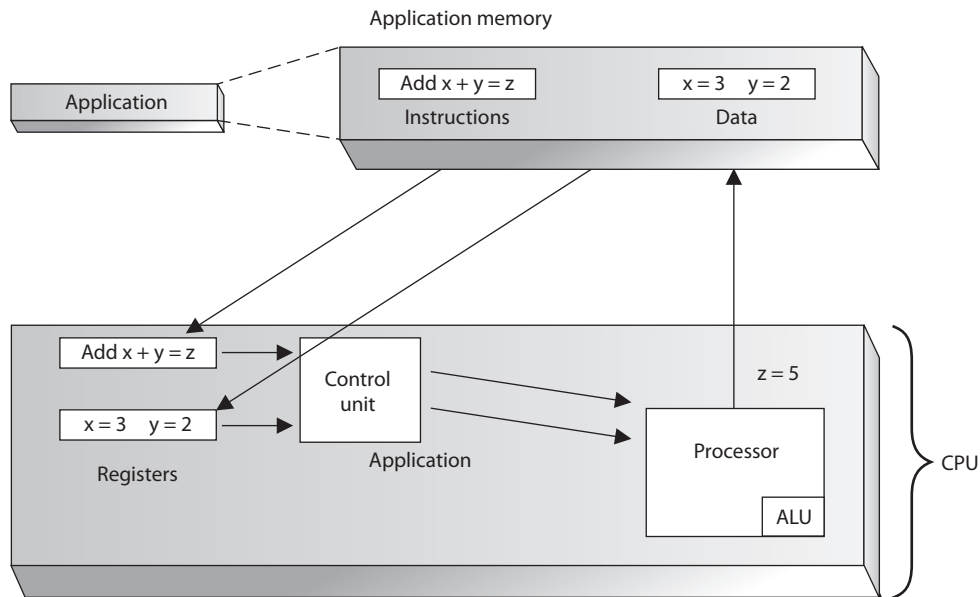 Application memory
Application
Add x + y = z
x = 3 y = 2
Instructions
Data
Add x + y = z
x = 3 y = 2
Registers
Control
unit
Application
z = 5
Processor
ALU
CPU